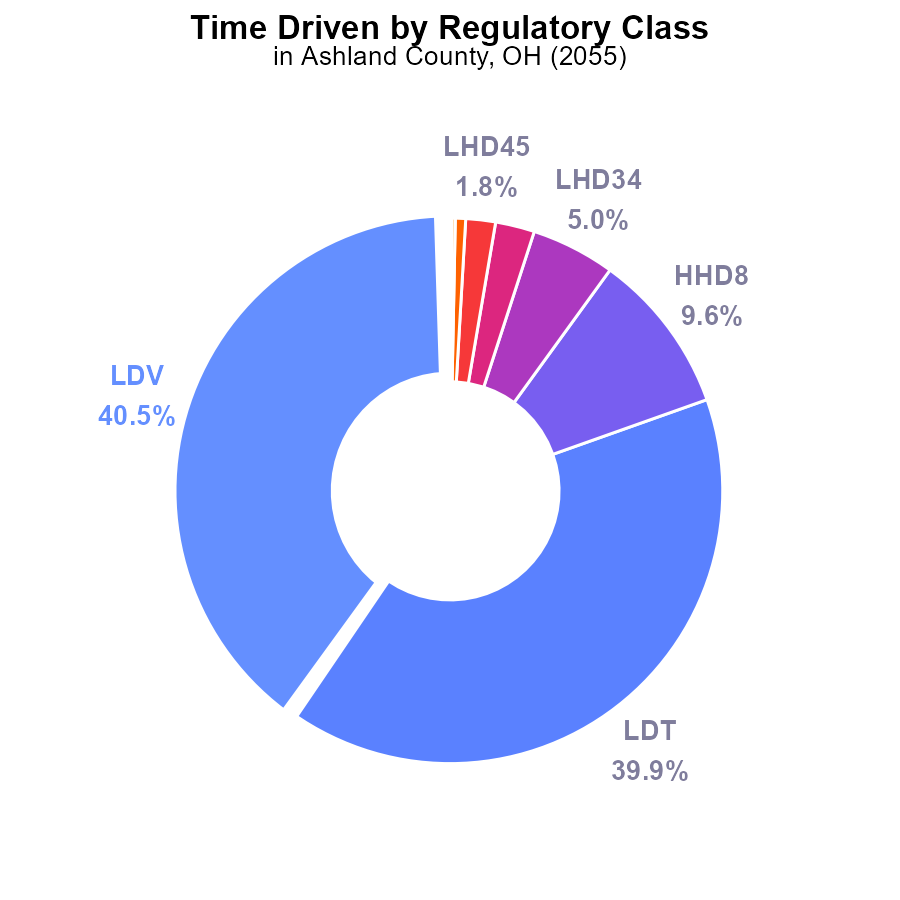 Time Driven by Regulatory Class
in Ashland County, OH (2055)
LHD45
1.8%
LHD34
5.0%
HHD8
9.6%
LDV
40.5%
LDT
39.9%